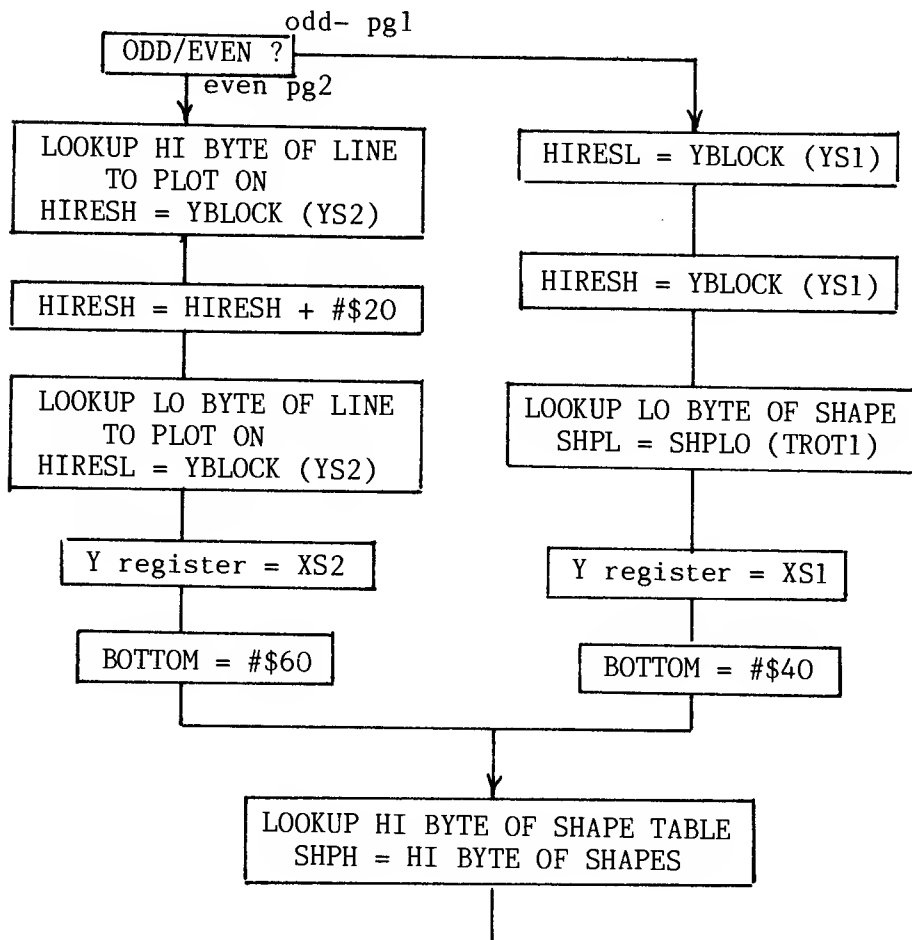 odd- pg1
ODD/EVEN ?
even pg2
LOOKUP HI BYTE OF LINE
TO PLOT ON
HIRESH = YBLOCK (YS2)
HIRESH = HIRESH + #$20
LOOKUP LO BYTE OF LINE
TO PLOT ON
HIRESL = YBLOCK (YS2)
Y register = XS2
BOTTOM = #$60
HIRESL = YBLOCK (YS1)
HIRESH = YBLOCK (YS1)
LOOKUP LO BYTE OF SHAPE
SHPL = SHPLO (TROT1)
Y register = XS1
BOTTOM = #$40
LOOKUP HI BYTE OF SHAPE TABLE
SHPH = HI BYTE OF SHAPES